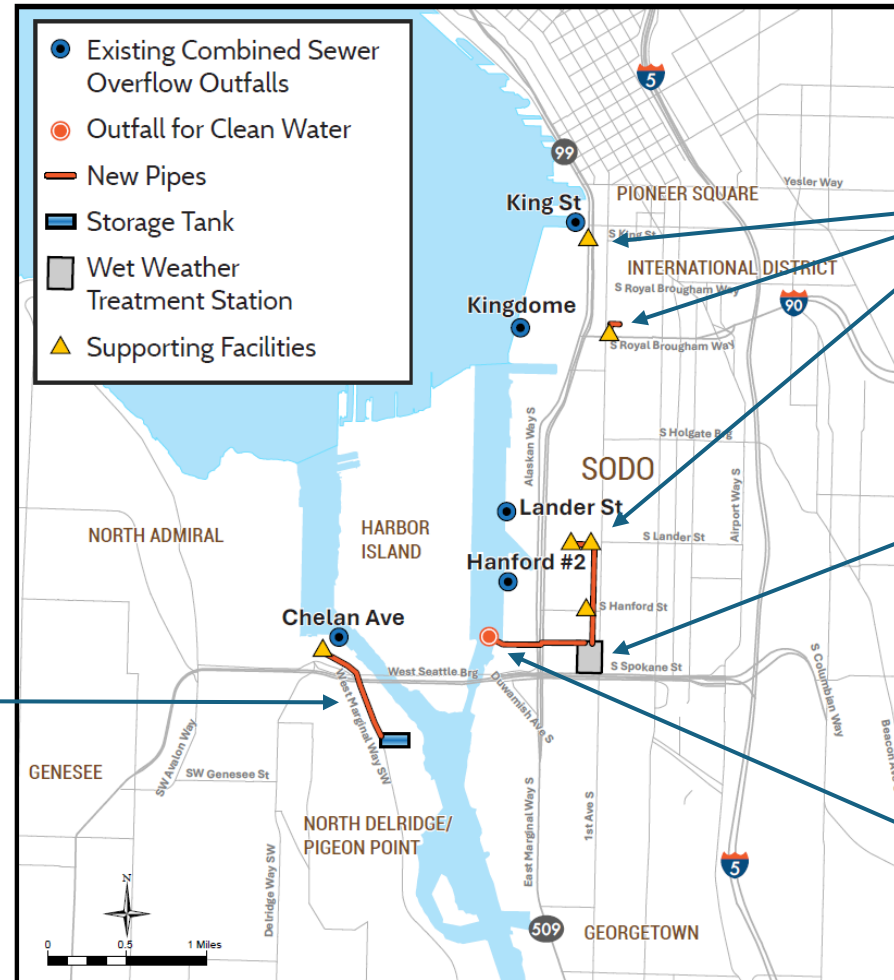 Existing Combined Sewer
Overflow Outfalls
Outfall for Clean Water
New Pipes
Storage Tank
Wet Weather
Treatment Station
Supporting Facilities
5
99
Yesler Way
PIONEER SQUARE
King St
S King St
INTERNATIONAL DISTRICT
S Royal Brougham Way
90
Kingdome
S Royal Brougham Way
Alaskan Way S
S Holgate Brg
SODO
Airport Way S
Lander St
S Lander St
NORTH ADMIRAL
HARBOR
ISLAND
Hanford #2
S Hanford St
Chelan Ave
West Seattle Brg
S Spokane St
S Columbian Way
Duwamish Ave S
West Marginal Way SW
SW Avalon Way
GENESEE
SW Genesee St
Beacon Ave
NORTH DELRIDGE/
PIGEON POINT
East Marginal Way S
1st Ave S
Delridge Way SW
5
509
GEORGETOWN
N
0 0.5 1 Miles